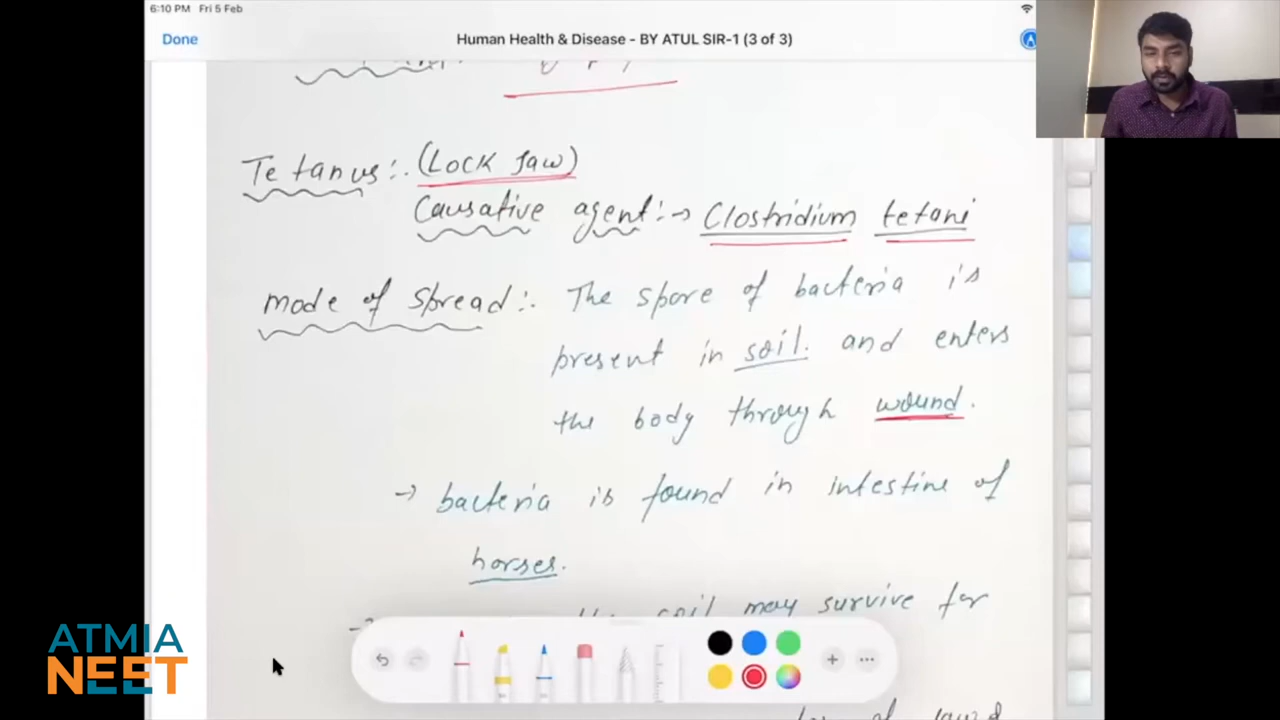 6:10 PM Fri 5 Feb
Done
Human Health & Disease - BY ATUL SIR-1 (3 of 3)
Tetanus:. (Lock Jaw)
Causative agent:→ Clostridium tetani
Mode of Spread:. The spore of bacteria is
present in soil. and enters
the body through wound.
→ bacteria is found in intestine of
horses.
soil may survive for
ATMIA
NEET